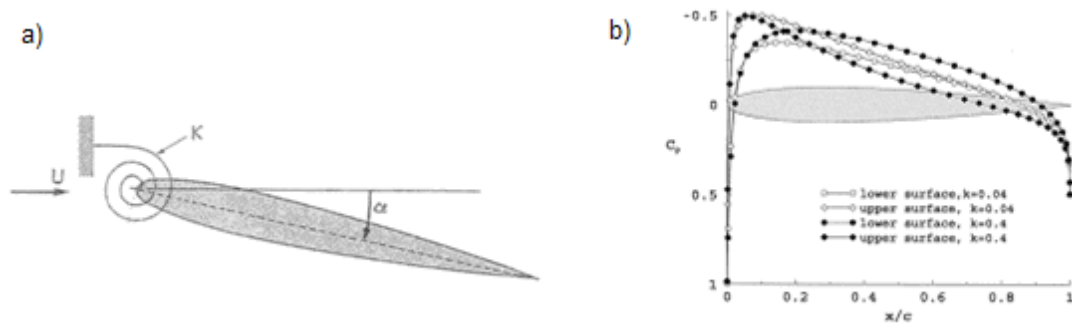 a)
K
U
α
b)
-0.5
0
Cp
0.5
1
lower surface,k=0.04
upper surface, k=0.04
lower surface, k=0.4
upper surface, k=0.4
0
0.2
0.4
0.6
0.8
1
x/c